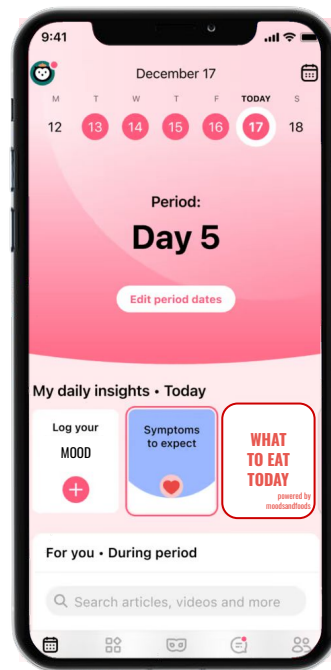 9:41
December 17
M T W T F TODAY S
12 13 14 15 16 17 18
Period:
Day 5
Edit period dates
My daily insights • Today
Log your
MOOD
Symptoms
to expect
WHAT
TO EAT
TODAY
powered by
moodsandfoods
For you • During period
Search articles, videos and more